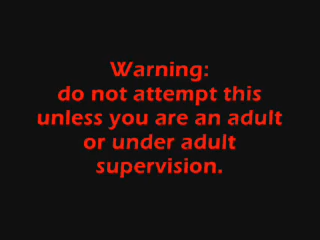 Warning:
do not attempt this
unless you are an adult
or under adult
supervision.